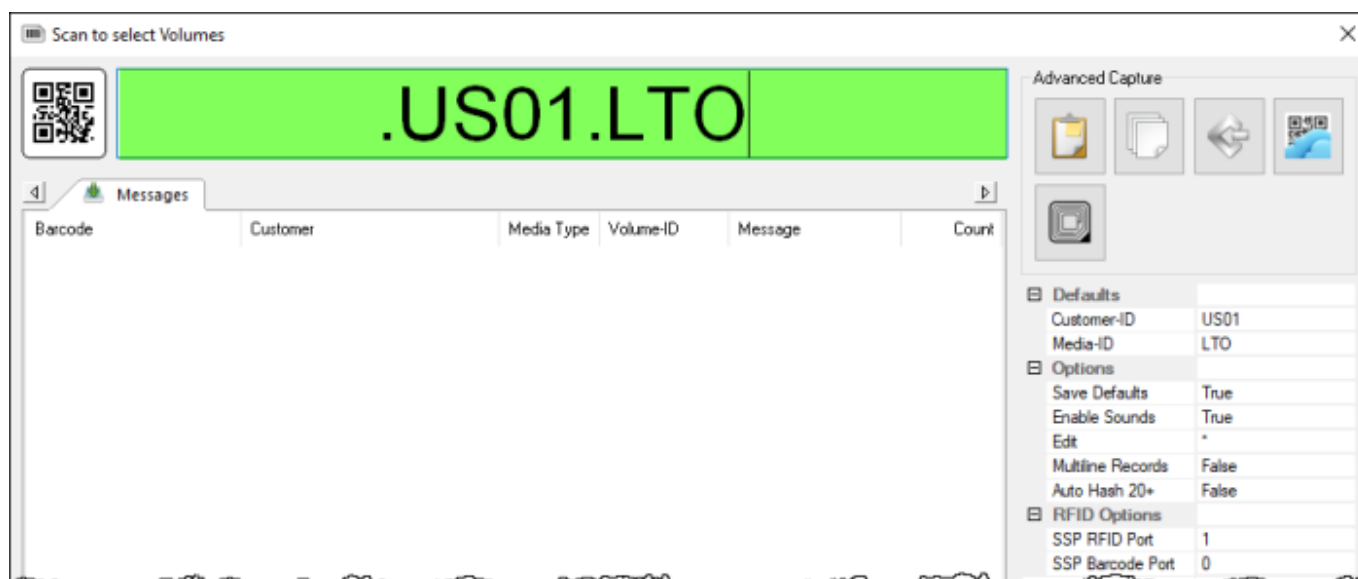 Scan to select Volumes
.US01.LTO
Messages
Barcode Customer Media Type Volume-ID Message Count
Advanced Capture
Defaults
Customer-ID US01
Media-ID LTO
Options
Save Defaults True
Enable Sounds True
Edit *
Multiline Records False
Auto Hash 20+ False
RFID Options
SSP RFID Port 1
SSP Barcode Port 0